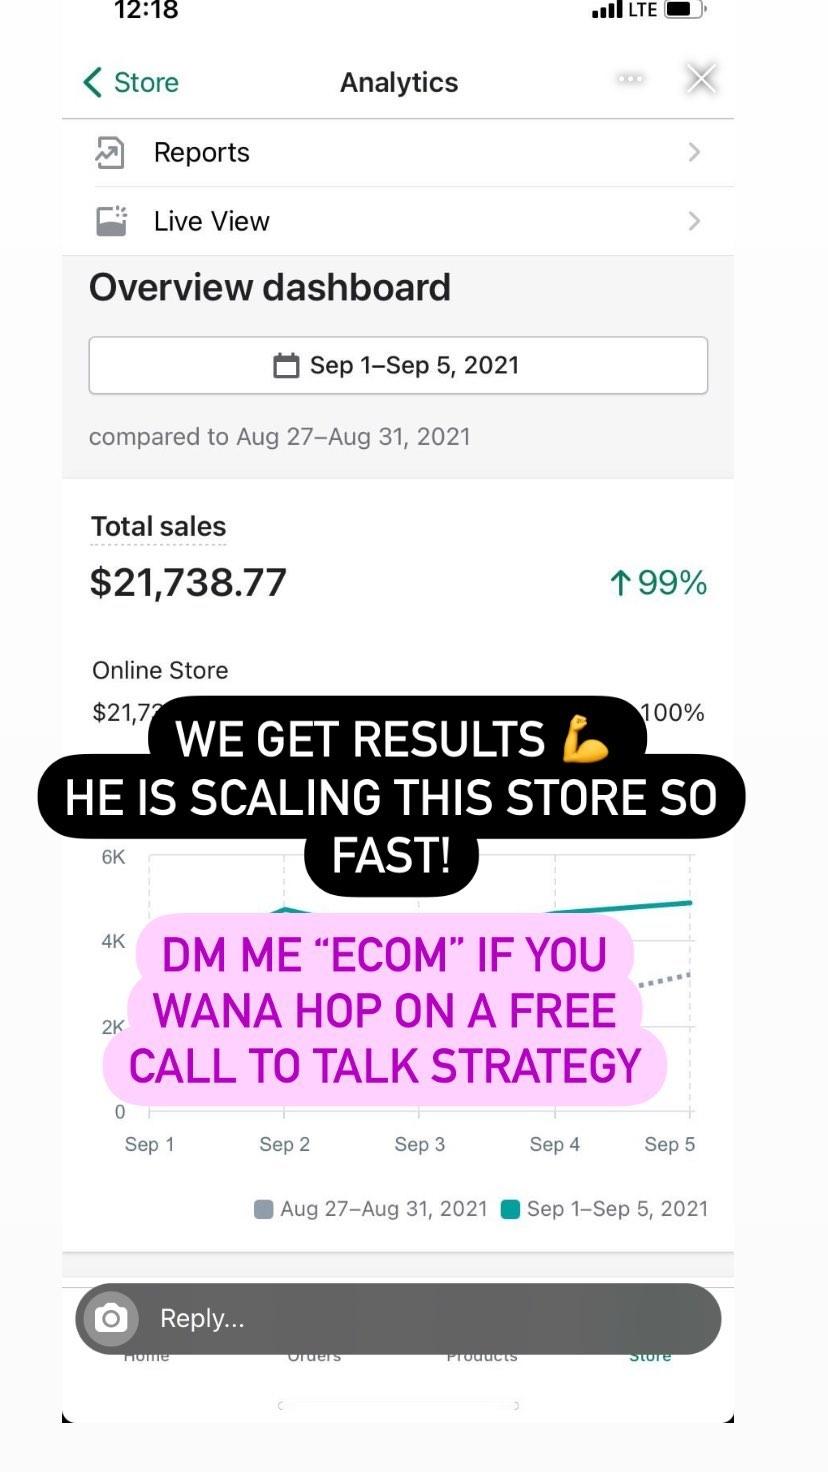 12:18
LTE
Store
Analytics
Reports
Live View
Overview dashboard
Sep 1–Sep 5, 2021
compared to Aug 27–Aug 31, 2021
Total sales
$21,738.77
↑ 99%
Online Store
$21,73
100%
WE GET RESULTS 💪
HE IS SCALING THIS STORE SO
FAST!
6K
4K
DM ME “ECOM” IF YOU
WANA HOP ON A FREE
2K
CALL TO TALK STRATEGY
0
Sep 1 Sep 2 Sep 3 Sep 4 Sep 5
Aug 27–Aug 31, 2021 Sep 1–Sep 5, 2021
Reply...
Home Orders Products Store